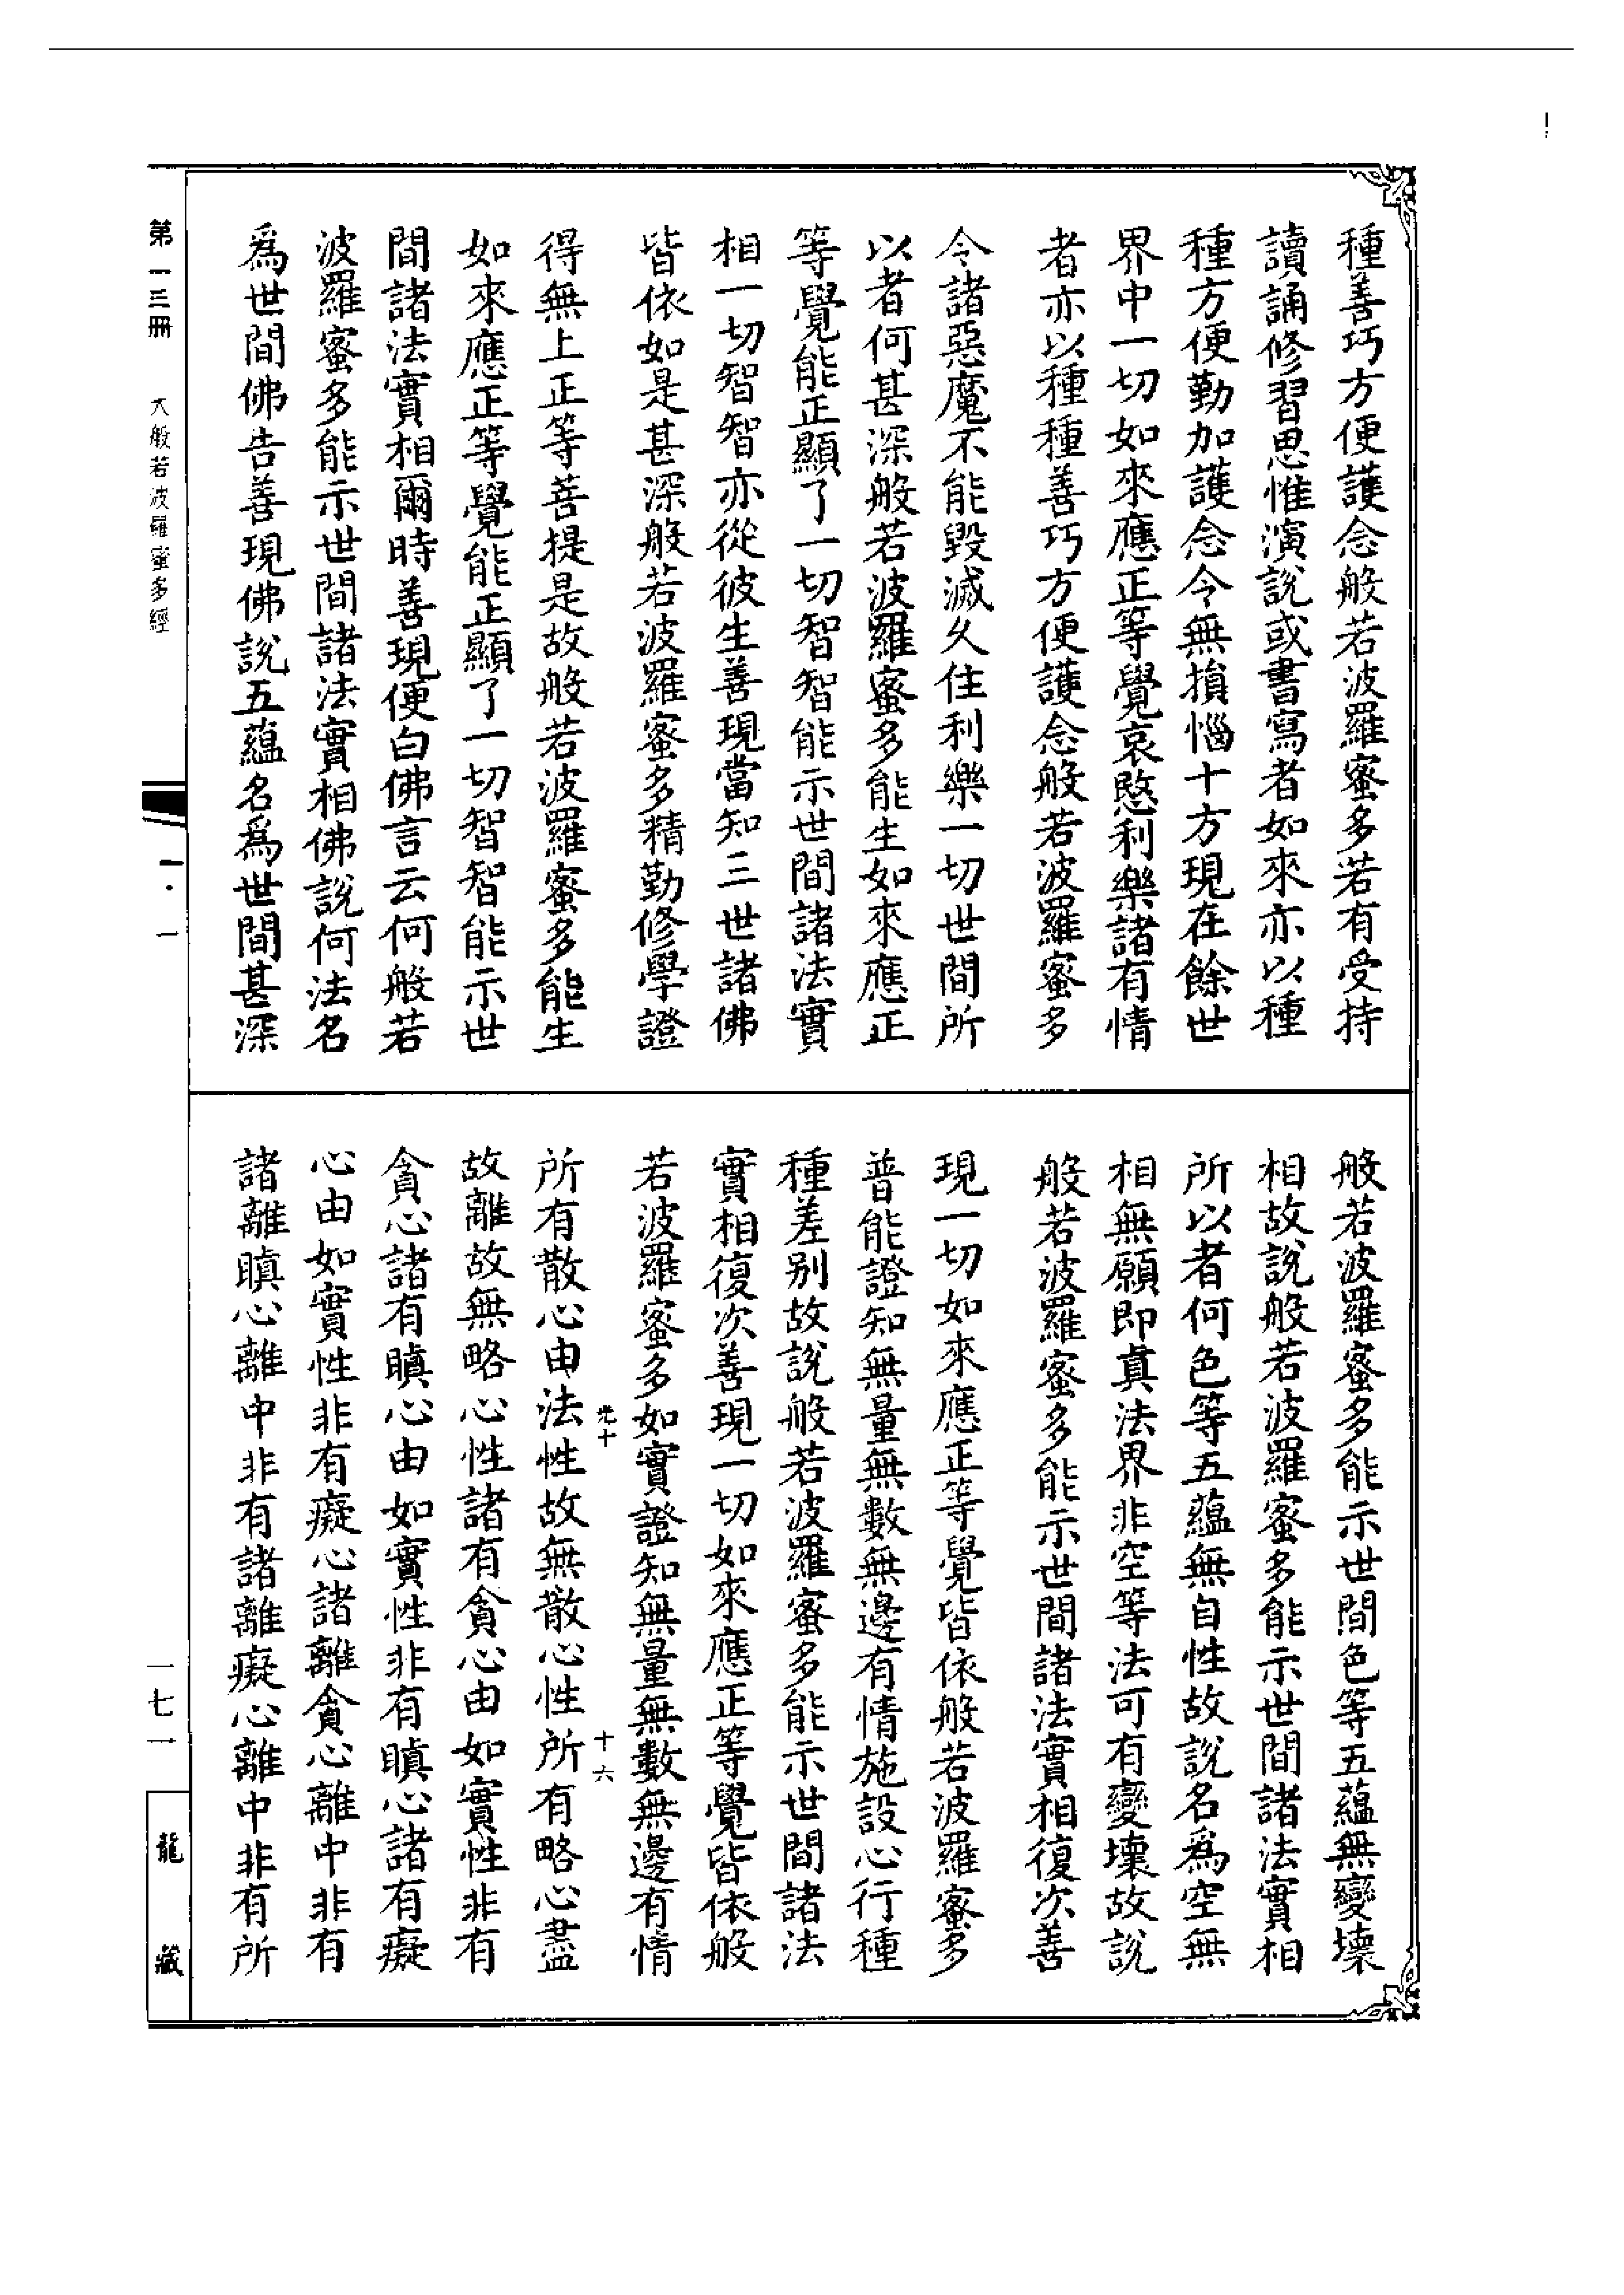 種善巧方便護念般若波羅蜜多若有受持
讀誦修習思惟演說或書寫者如來亦以種
種方便勤加護念令無損惱十方現在餘世
界中一切如來應正等覺哀愍利樂諸有情
者亦以種種善巧方便護念般若波羅蜜多
令諸惡魔不能毀滅久住利樂一切世間所
以者何甚深般若波羅蜜多能生如來應正
等覺能正顯了一切智智能示世間諸法實
相一切智智亦從彼生善現當知三世諸佛
皆依如是甚深般若波羅蜜多精勤修學證
得無上正等菩提是故般若波羅蜜多能生
如來應正等覺能正顯了一切智智能示世
間諸法實相爾時善現便白佛言云何般若
波羅蜜多能示世間諸法實相佛說何法名
為世間佛告善現佛說五蘊名為世間甚深
般若波羅蜜多能示世間色等五蘊無變壞
相故說般若波羅蜜多能示世間諸法實相
所以者何色等五蘊無自性故說名為空無
相無願即真法界非空等法可有變壞故說
般若波羅蜜多能示世間諸法實相復次善
現一切如來應正等覺皆依般若波羅蜜多
普能證知無量無數無邊有情施設心行種
種差别故說般若波羅蜜多能示世間諸法
實相復次善現一切如來應正等覺皆依般
若波羅蜜多如實證知無量無數無邊有情
光十
十六
所有散心由法性故無散心性所有略心盡
故離故無略心性諸有貪心由如實性非有
貪心諸有瞋心由如實性非有瞋心諸有癡
心由如實性非有癡心諸離貪心離中非有
諸離瞋心離中非有諸離癡心離中非有所
第一三冊
大般若波羅蜜多經
一·一
一七一
龍藏